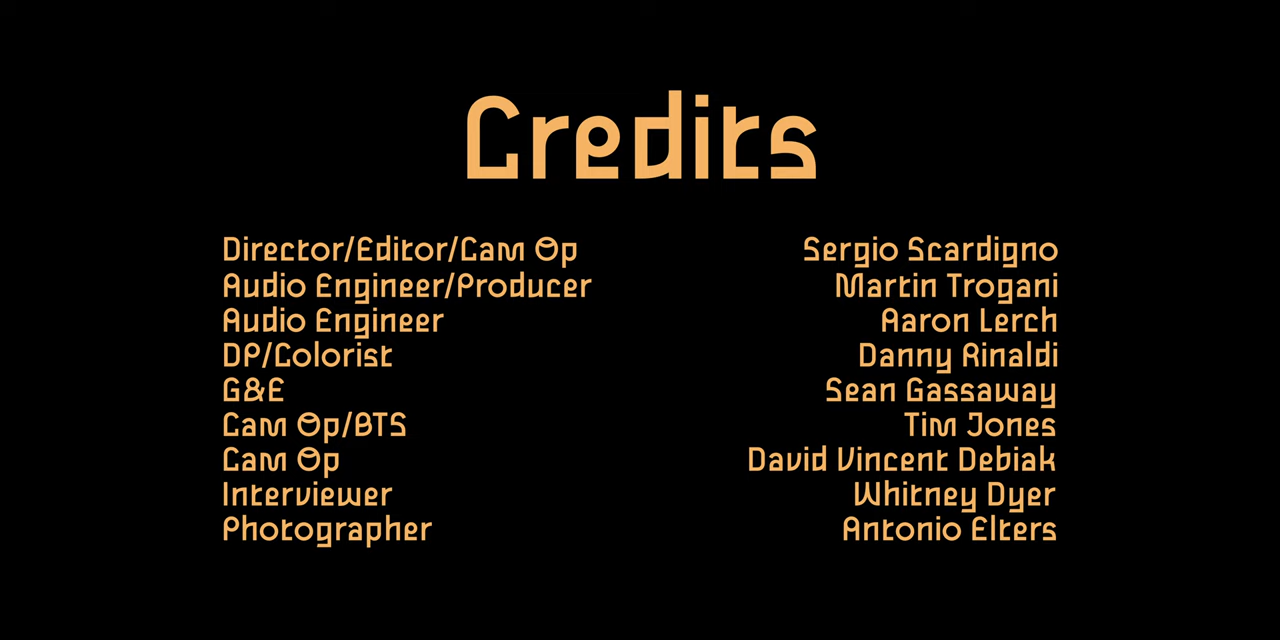 Credits
Director/Editor/Cam Op Sergio Scardigno
Audio Engineer/Producer Martin Trogani
Audio Engineer Aaron Lerch
DP/Colorist Danny Rinaldi
G&E Sean Gassaway
Cam Op/BTS Tim Jones
Cam Op David Vincent Debiak
Interviewer Whitney Dyer
Photographer Antonio Elters